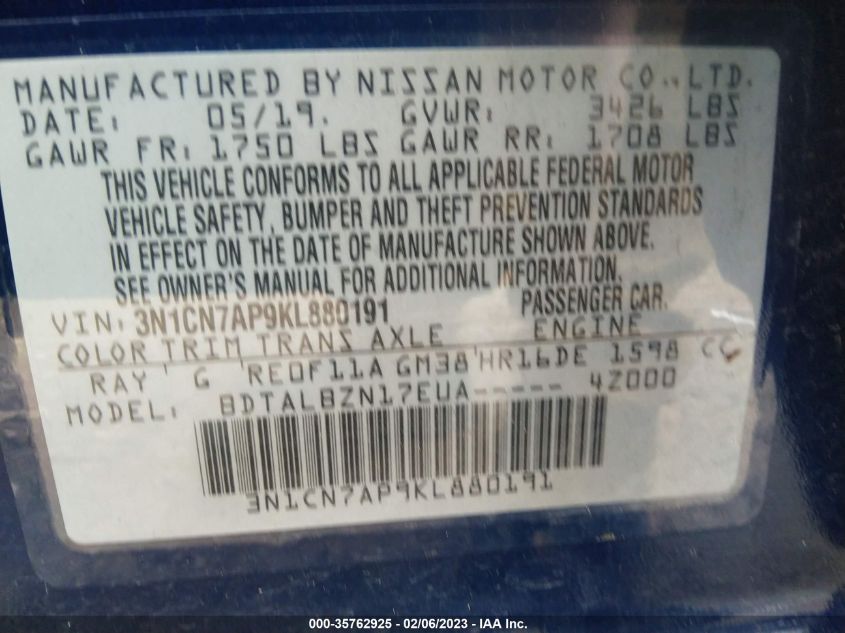 MANUFACTURED BY NISSAN MOTOR CO., LTD.
DATE: 05/19. GVWR: 3426 LBS
GAWR FR: 1750 LBS GAWR RR: 1708 LBS
THIS VEHICLE CONFORMS TO ALL APPLICABLE FEDERAL MOTOR
VEHICLE SAFETY, BUMPER AND THEFT PREVENTION STANDARDS
IN EFFECT ON THE DATE OF MANUFACTURE SHOWN ABOVE.
SEE OWNER'S MANUAL FOR ADDITIONAL INFORMATION.
VIN: 3N1CN7AP9KL880191 PASSENGER CAR.
COLOR TRIM TRANS AXLE ENGINE
RAY G RE0F11A GM38 HR16DE 1598 CC
MODEL: BDTALBZN17EUA----- 4Z000
3N1CN7AP9KL880191
000-35762925 - 02/06/2023 - IAA Inc.